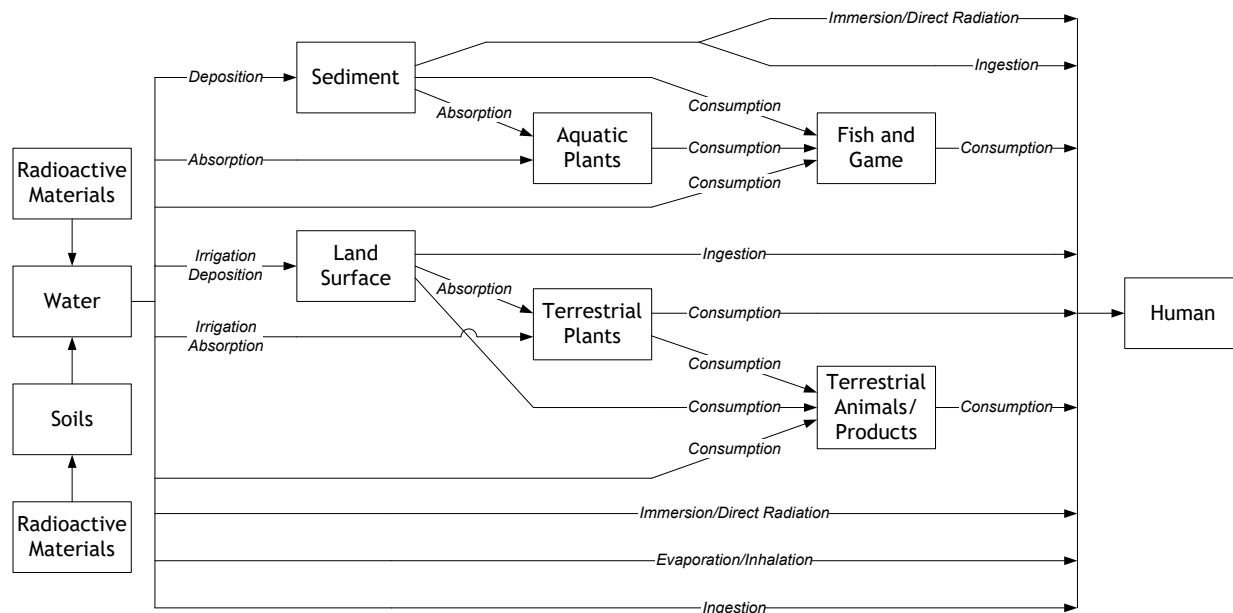 Immersion/Direct Radiation
Deposition
Sediment
Ingestion
Absorption
Consumption
Radioactive
Materials
Absorption
Aquatic
Plants
Consumption
Fish and
Game
Consumption
Consumption
Water
Irrigation
Deposition
Land
Surface
Ingestion
Absorption
Irrigation
Absorption
Terrestrial
Plants
Consumption
Human
Consumption
Soils
Consumption
Terrestrial
Animals/
Products
Consumption
Consumption
Radioactive
Materials
Immersion/Direct Radiation
Evaporation/Inhalation
Ingestion